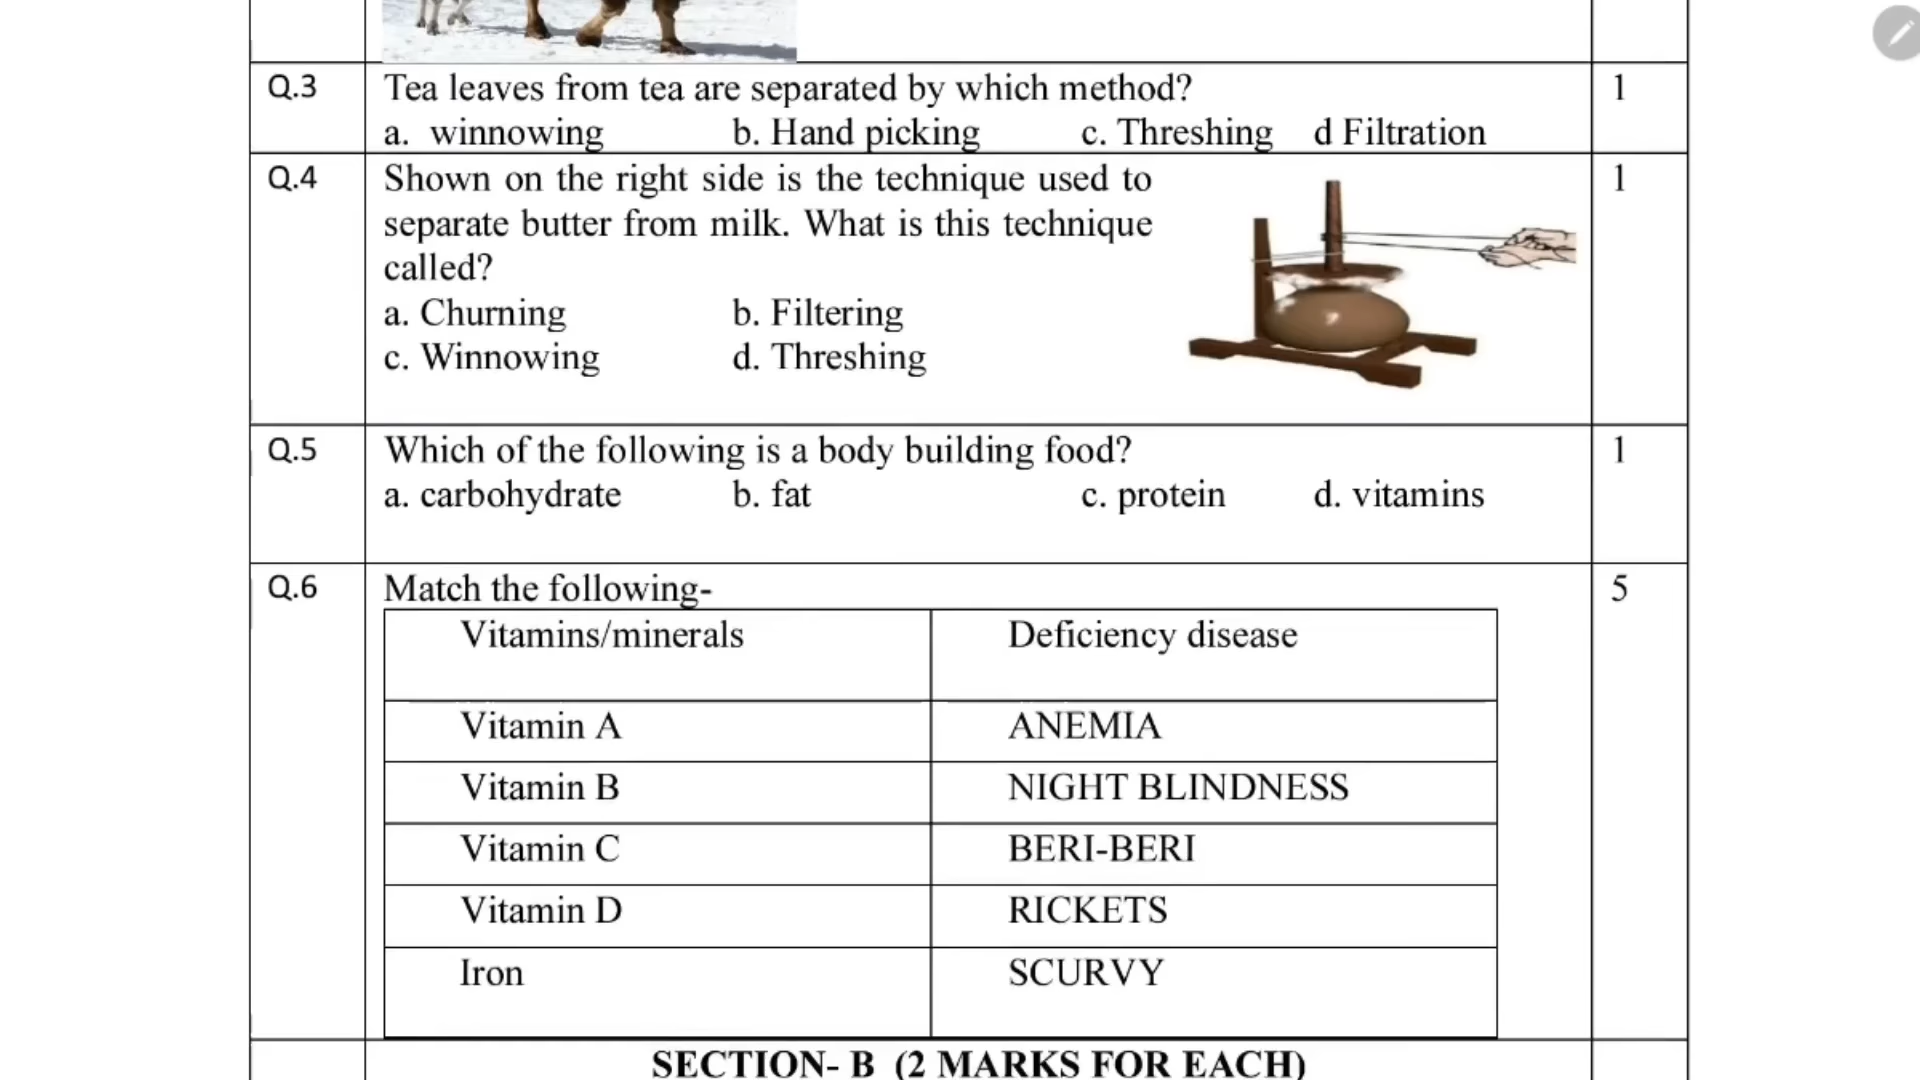 Q.3 Tea leaves from tea are separated by which method? 1
a. winnowing b. Hand picking c. Threshing d Filtration
Q.4 Shown on the right side is the technique used to 1
separate butter from milk. What is this technique
called?
a. Churning b. Filtering
c. Winnowing d. Threshing
Q.5 Which of the following is a body building food? 1
a. carbohydrate b. fat c. protein d. vitamins
Q.6 Match the following- 5
Vitamins/minerals Deficiency disease
Vitamin A ANEMIA
Vitamin B NIGHT BLINDNESS
Vitamin C BERI-BERI
Vitamin D RICKETS
Iron SCURVY
SECTION- B (2 MARKS FOR EACH)